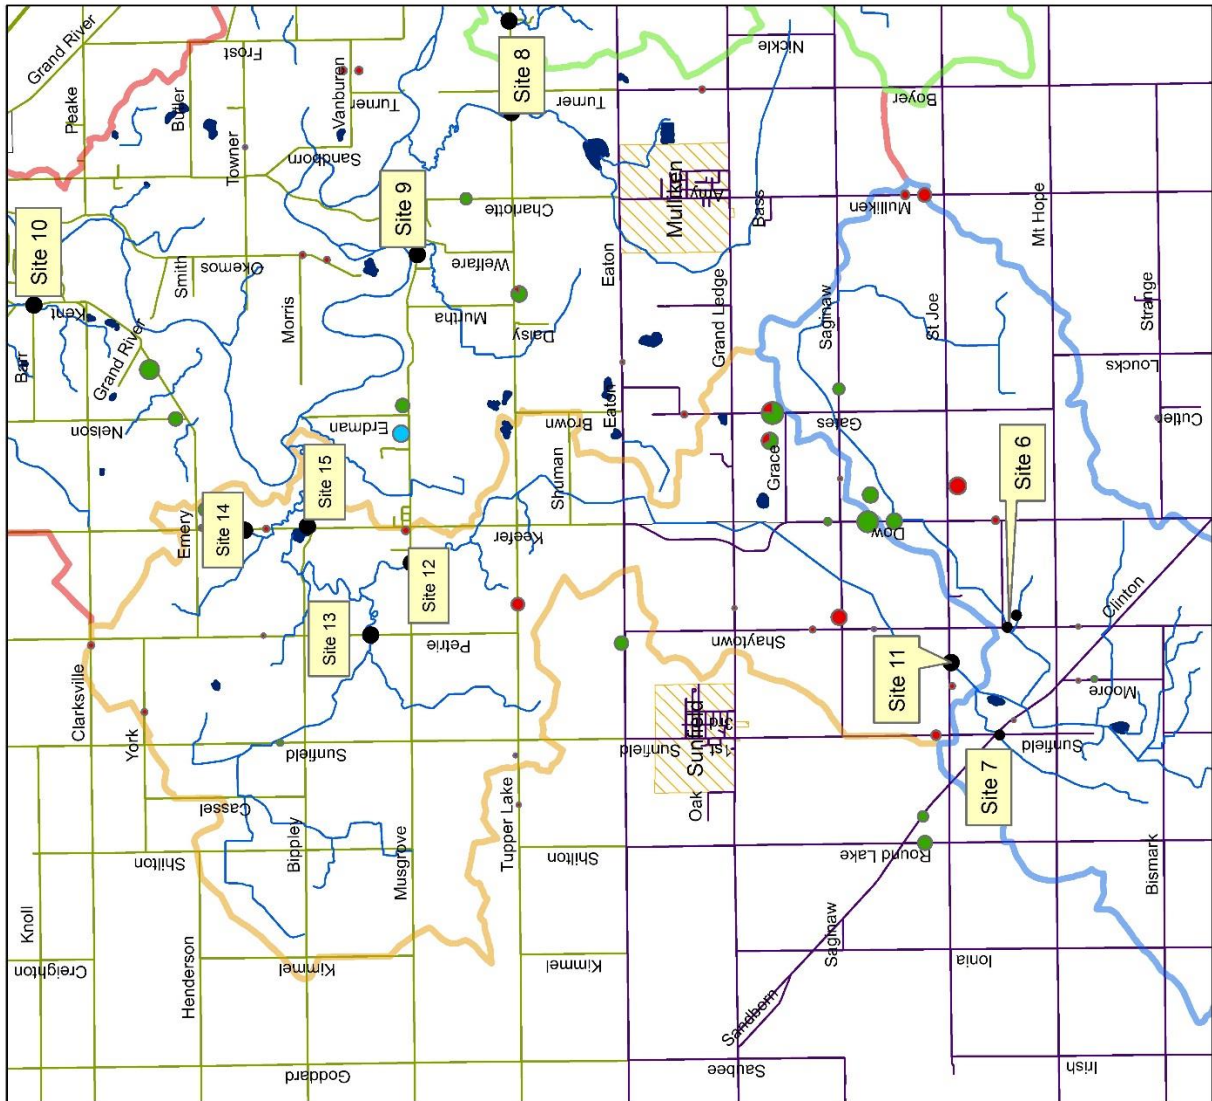 Grand River
Peake
Butler
Frost
Vanburen
Turner
Towner
Sandborn
Site 8
Turner
Nickle
Boyer
Site 10
Kent
Smith
Okemos
Site 9
Charlotte
Welfare
Eaton
Mulliken
Amy
Bass
Mulliken
Mt Hope
Barr
Grand River
Morris
Murtha
Daisy
Grand Ledge
Saginaw
St Joe
Strange
Loucks
Nelson
Erdman
Brown
Eaton
Gates
Cutler
Emery
Site 14
Site 15
Shuman
Grace
Site 6
Keefer
Dow
Site 12
Site 13
Petrie
Shaytown
Clinton
Clarksville
York
Site 11
Moore
Sunfield
Sunfield
Sunfield
1st
3rd
Sunfield
Site 7
Cassel
Oak
Tupper Lake
Shilton
Bippley
Musgrove
Shilton
Round Lake
Bismark
Knoll
Creighton
Henderson
Kimmel
Kimmel
Saginaw
Ionia
Sandborn
Goddard
Saubee
Irish